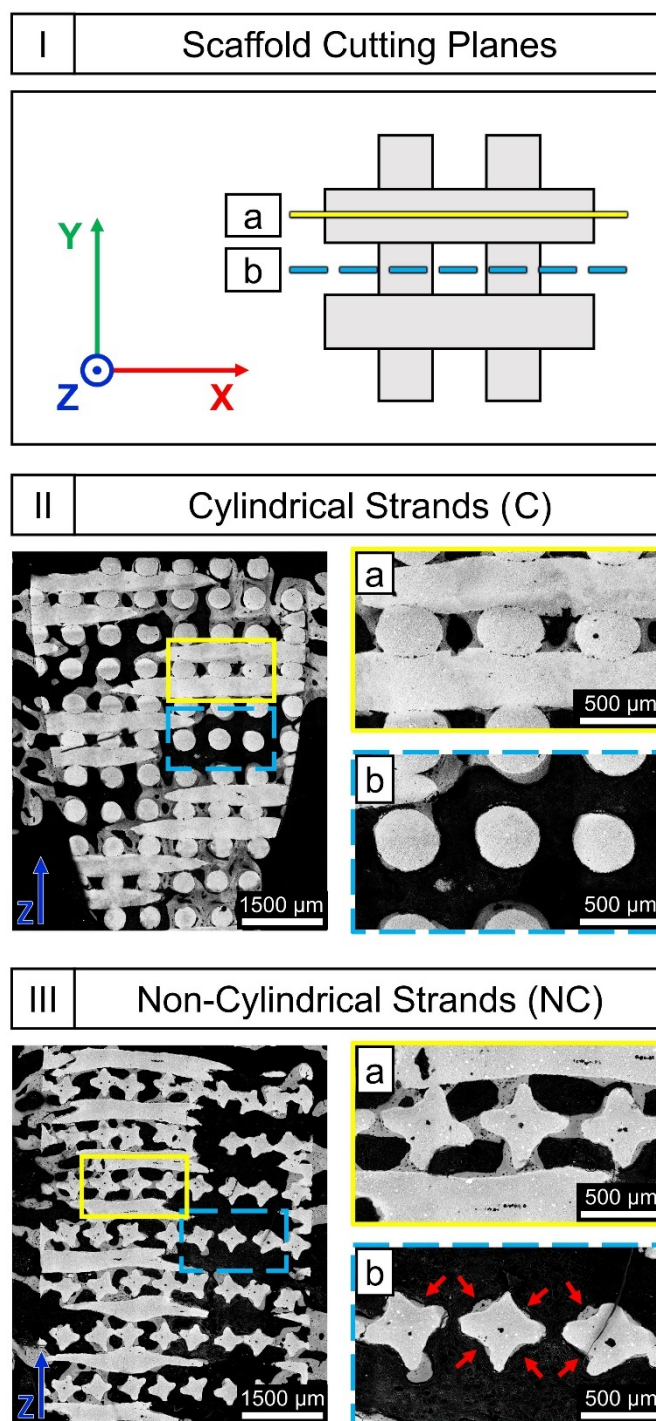 I
Scaffold Cutting Planes
a
b
Y
Z
X
II
Cylindrical Strands (C)
a
500 µm
b
500 µm
Z
1500 µm
III
Non-Cylindrical Strands (NC)
a
500 µm
b
500 µm
Z
1500 µm